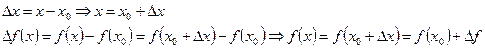 Δx = x − x₀ ⇒ x = x₀ + Δx
Δf(x) = f(x) − f(x₀) = f(x₀ + Δx) − f(x₀) ⇒ f(x) = f(x₀ + Δx) = f(x₀) + Δf